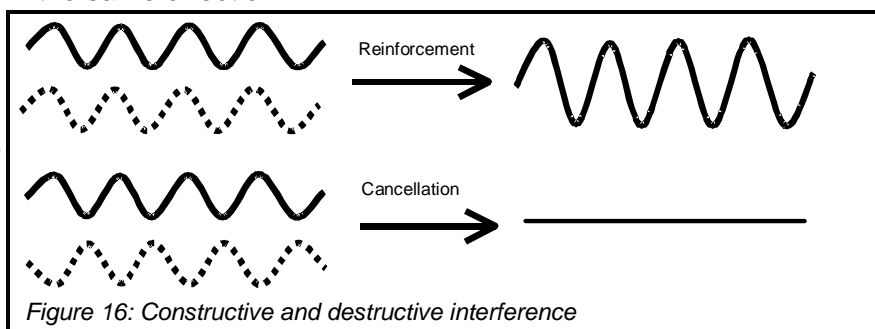 Reinforcement
Cancellation
Figure 16: Constructive and destructive interference